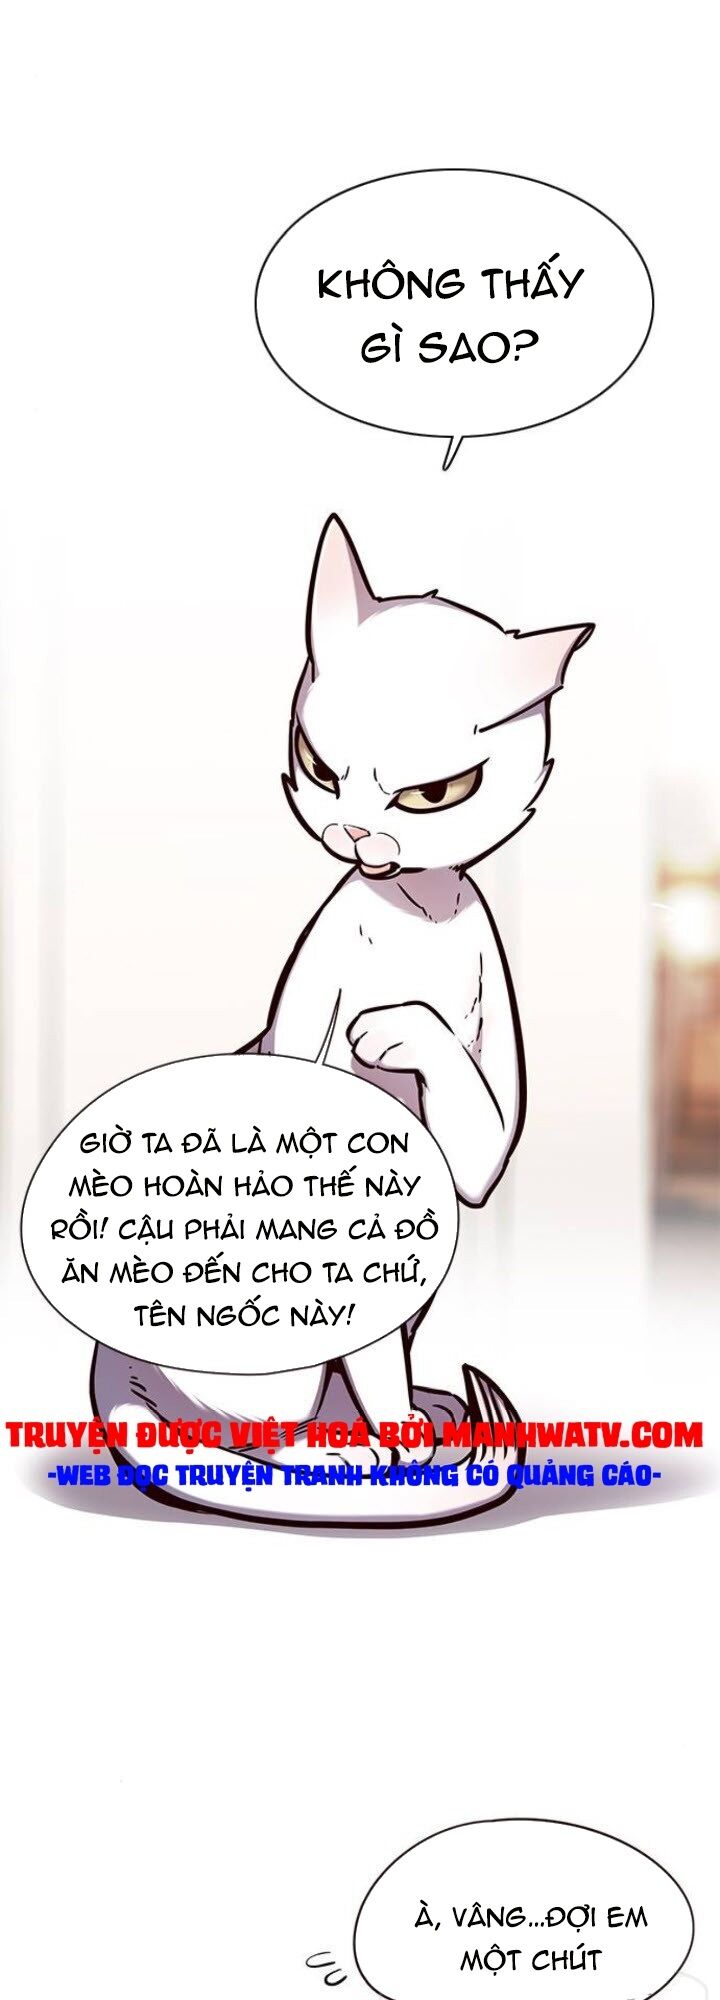 KHÔNG THẤY
GÌ SAO?
GIỜ TA ĐÃ LÀ MỘT CON
MÈO HOÀN HẢO THẾ NÀY
RỒI! CẬU PHẢI MANG CẢ ĐỒ
ĂN MÈO ĐẾN CHO TA CHỨ,
TÊN NGỐC NÀY!
TRUYỆN ĐƯỢC VIỆT HOÁ BỞI MANHWATV.COM
-WEB ĐỌC TRUYỆN TRANH KHÔNG CÓ QUẢNG CÁO-
À, VÂNG...ĐỢI EM
MỘT CHÚT